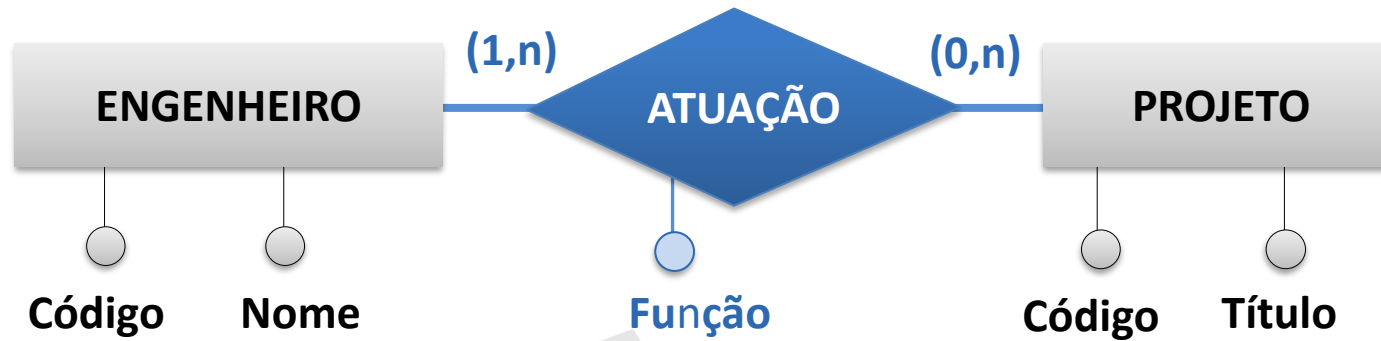 (1,n)
(0,n)
ENGENHEIRO
ATUAÇÃO
PROJETO
Código
Nome
Função
Código
Título